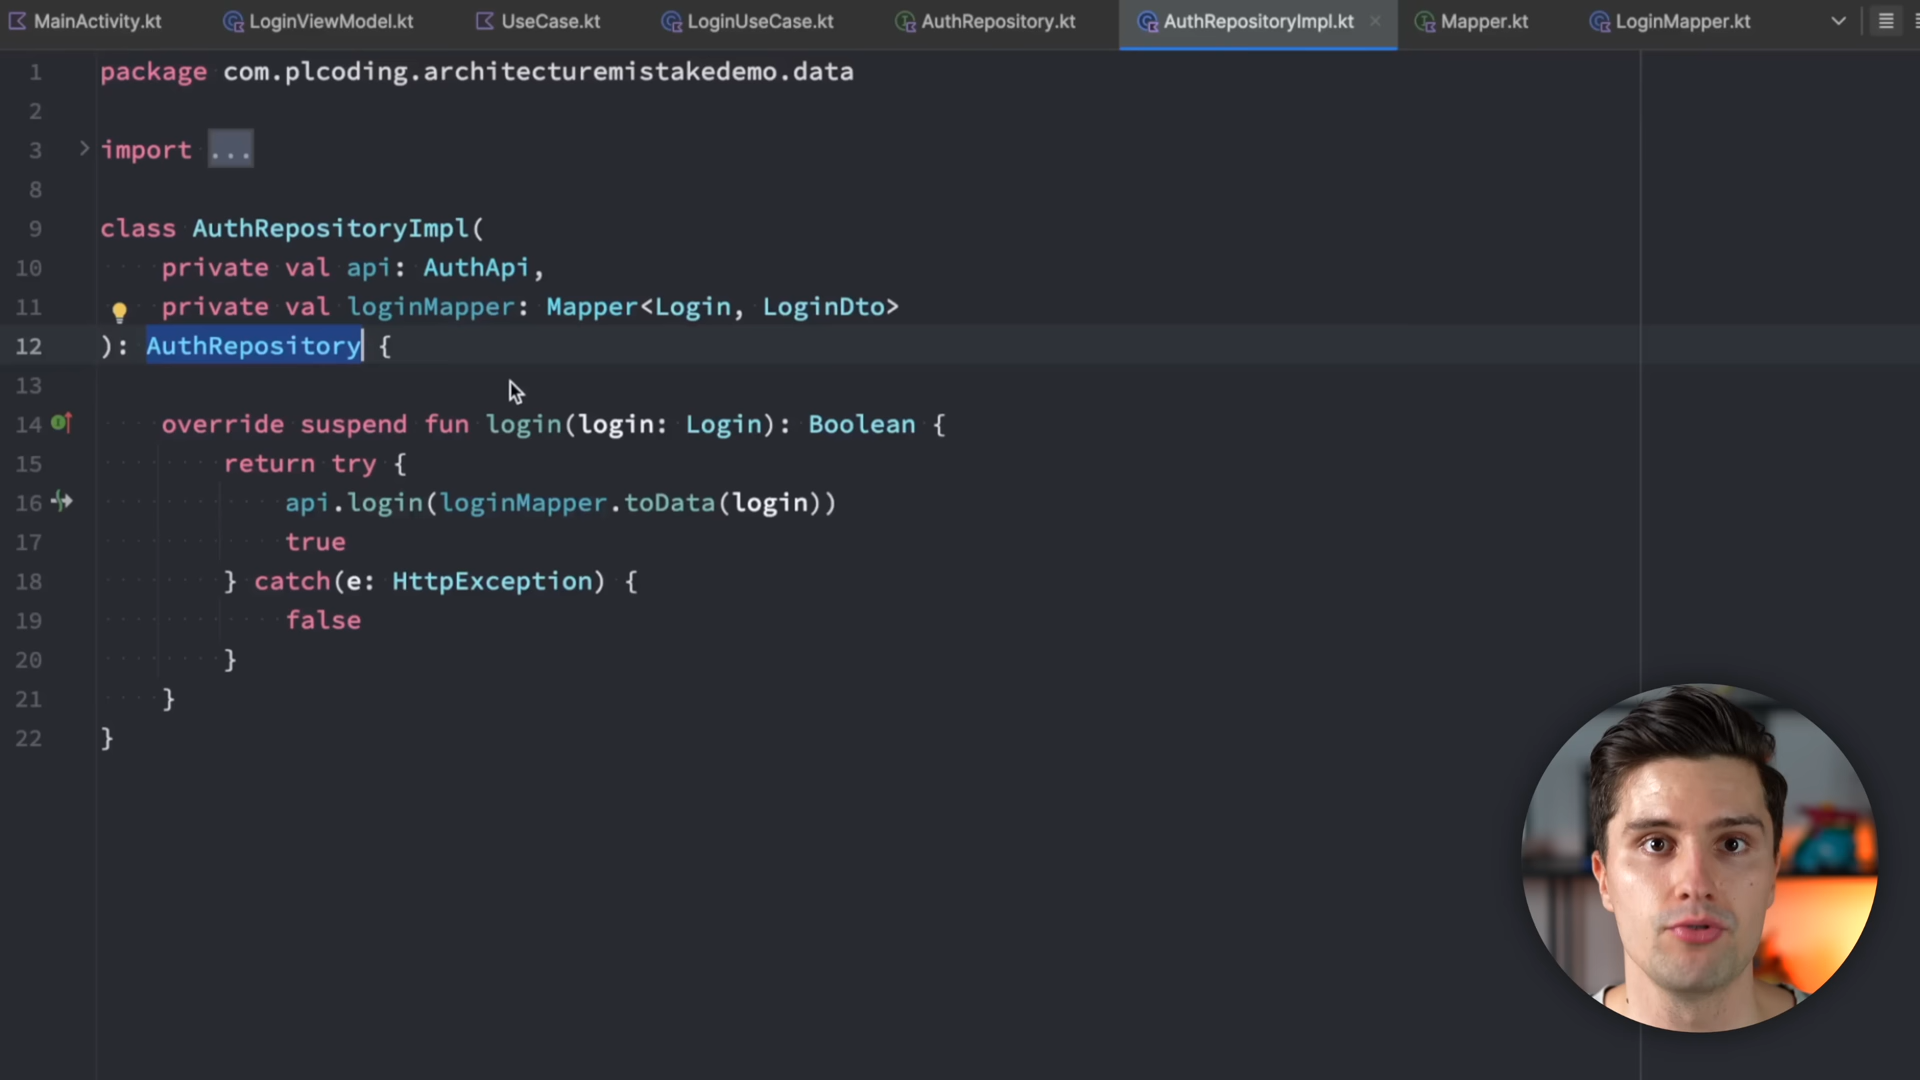 MainActivity.kt LoginViewModel.kt UseCase.kt LoginUseCase.kt AuthRepository.kt AuthRepositoryImpl.kt Mapper.kt LoginMapper.kt
1 package com.plcoding.architecturemistakedemo.data
2
3 import ...
8
9 class AuthRepositoryImpl(
10 private val api: AuthApi,
11 private val loginMapper: Mapper<Login, LoginDto>
12 ): AuthRepository {
13
14 override suspend fun login(login: Login): Boolean {
15 return try {
16 api.login(loginMapper.toData(login))
17 true
18 } catch(e: HttpException) {
19 false
20 }
21 }
22 }